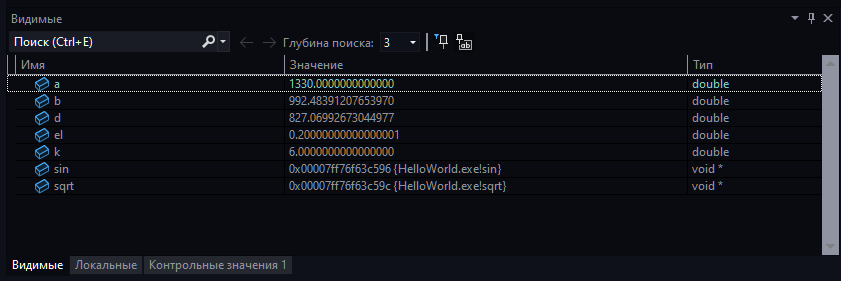 Видимые
Поиск (Ctrl+E) Глубина поиска: 3
Имя Значение Тип
a 1330.0000000000000 double
b 992.48391207653970 double
d 827.06992673044977 double
el 0.20000000000000001 double
k 6.0000000000000000 double
sin 0x00007ff76f63c596 {HelloWorld.exe!sin} void *
sqrt 0x00007ff76f63c59c {HelloWorld.exe!sqrt} void *
Видимые Локальные Контрольные значения 1